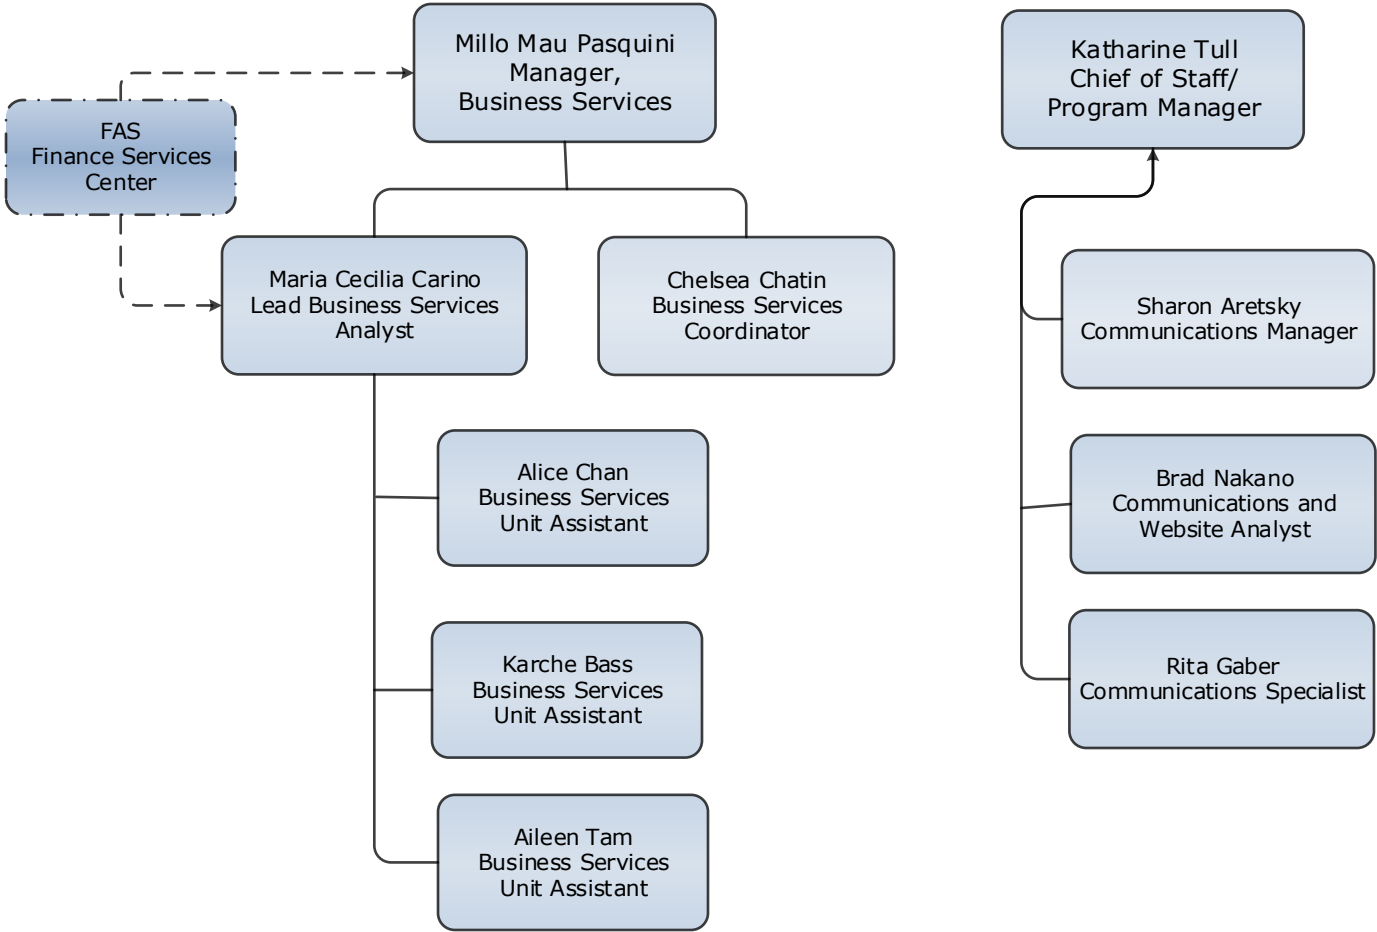 Millo Mau Pasquini
Manager,
Business Services
Katharine Tull
Chief of Staff/
Program Manager
FAS
Finance Services
Center
Maria Cecilia Carino
Lead Business Services
Analyst
Chelsea Chatin
Business Services
Coordinator
Sharon Aretsky
Communications Manager
Alice Chan
Business Services
Unit Assistant
Brad Nakano
Communications and
Website Analyst
Karche Bass
Business Services
Unit Assistant
Rita Gaber
Communications Specialist
Aileen Tam
Business Services
Unit Assistant